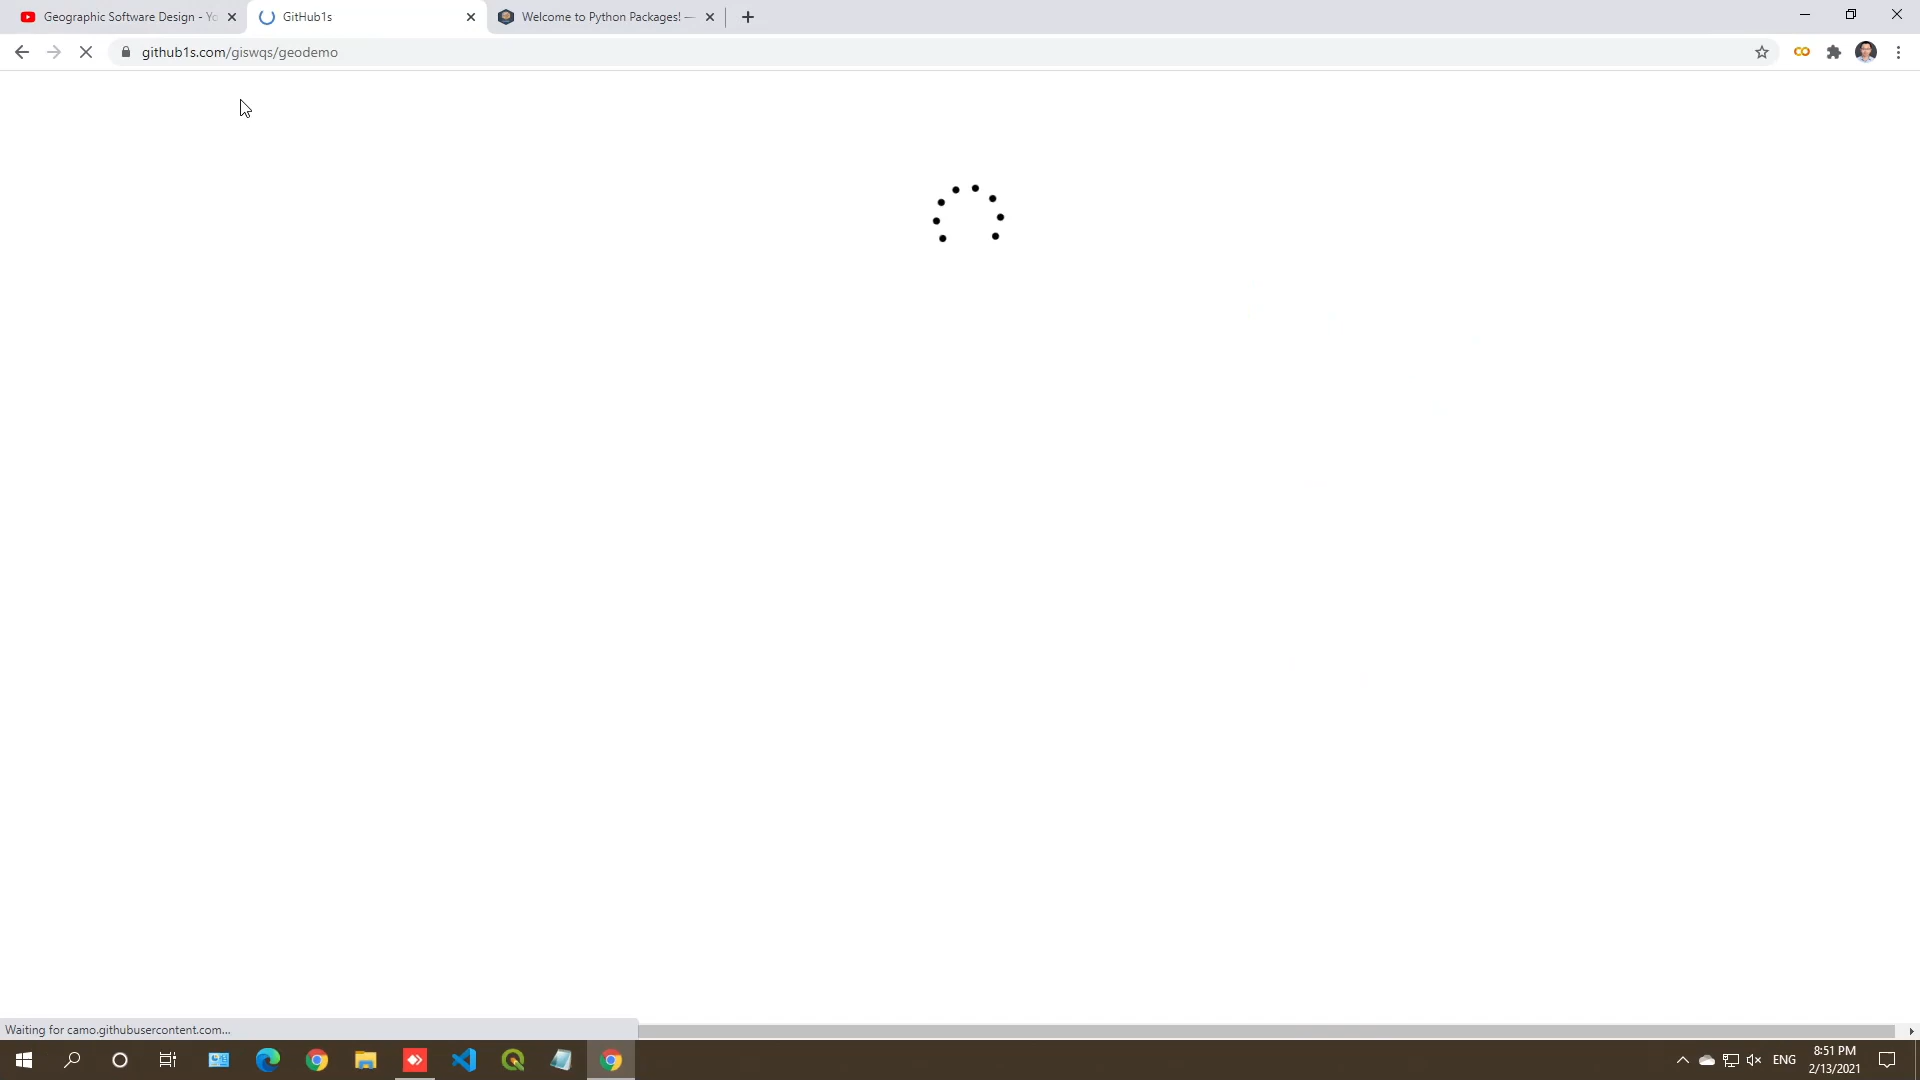 Geographic Software Design - Yo
GitHub1s
Welcome to Python Packages! —
github1s.com/giswqs/geodemo
Waiting for camo.githubusercontent.com...
ENG
8:51 PM
2/13/2021